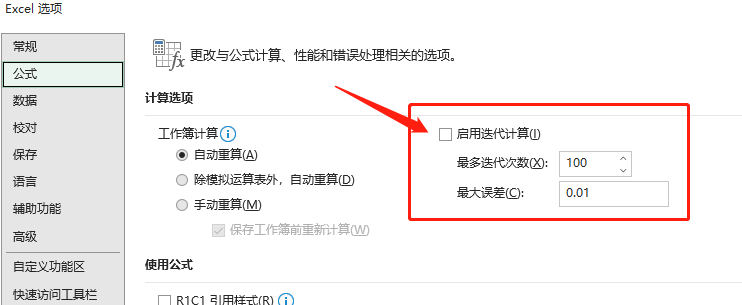 Excel 选项
常规
公式
数据
校对
保存
语言
辅助功能
高级
自定义功能区
快速访问工具栏
更改与公式计算、性能和错误处理相关的选项。
计算选项
工作簿计算
自动重算(A)
除模拟运算表外，自动重算(D)
手动重算(M)
保存工作簿前重新计算(W)
启用迭代计算(I)
最多迭代次数(X): 100
最大误差(C): 0.01
使用公式
R1C1 引用样式(R)